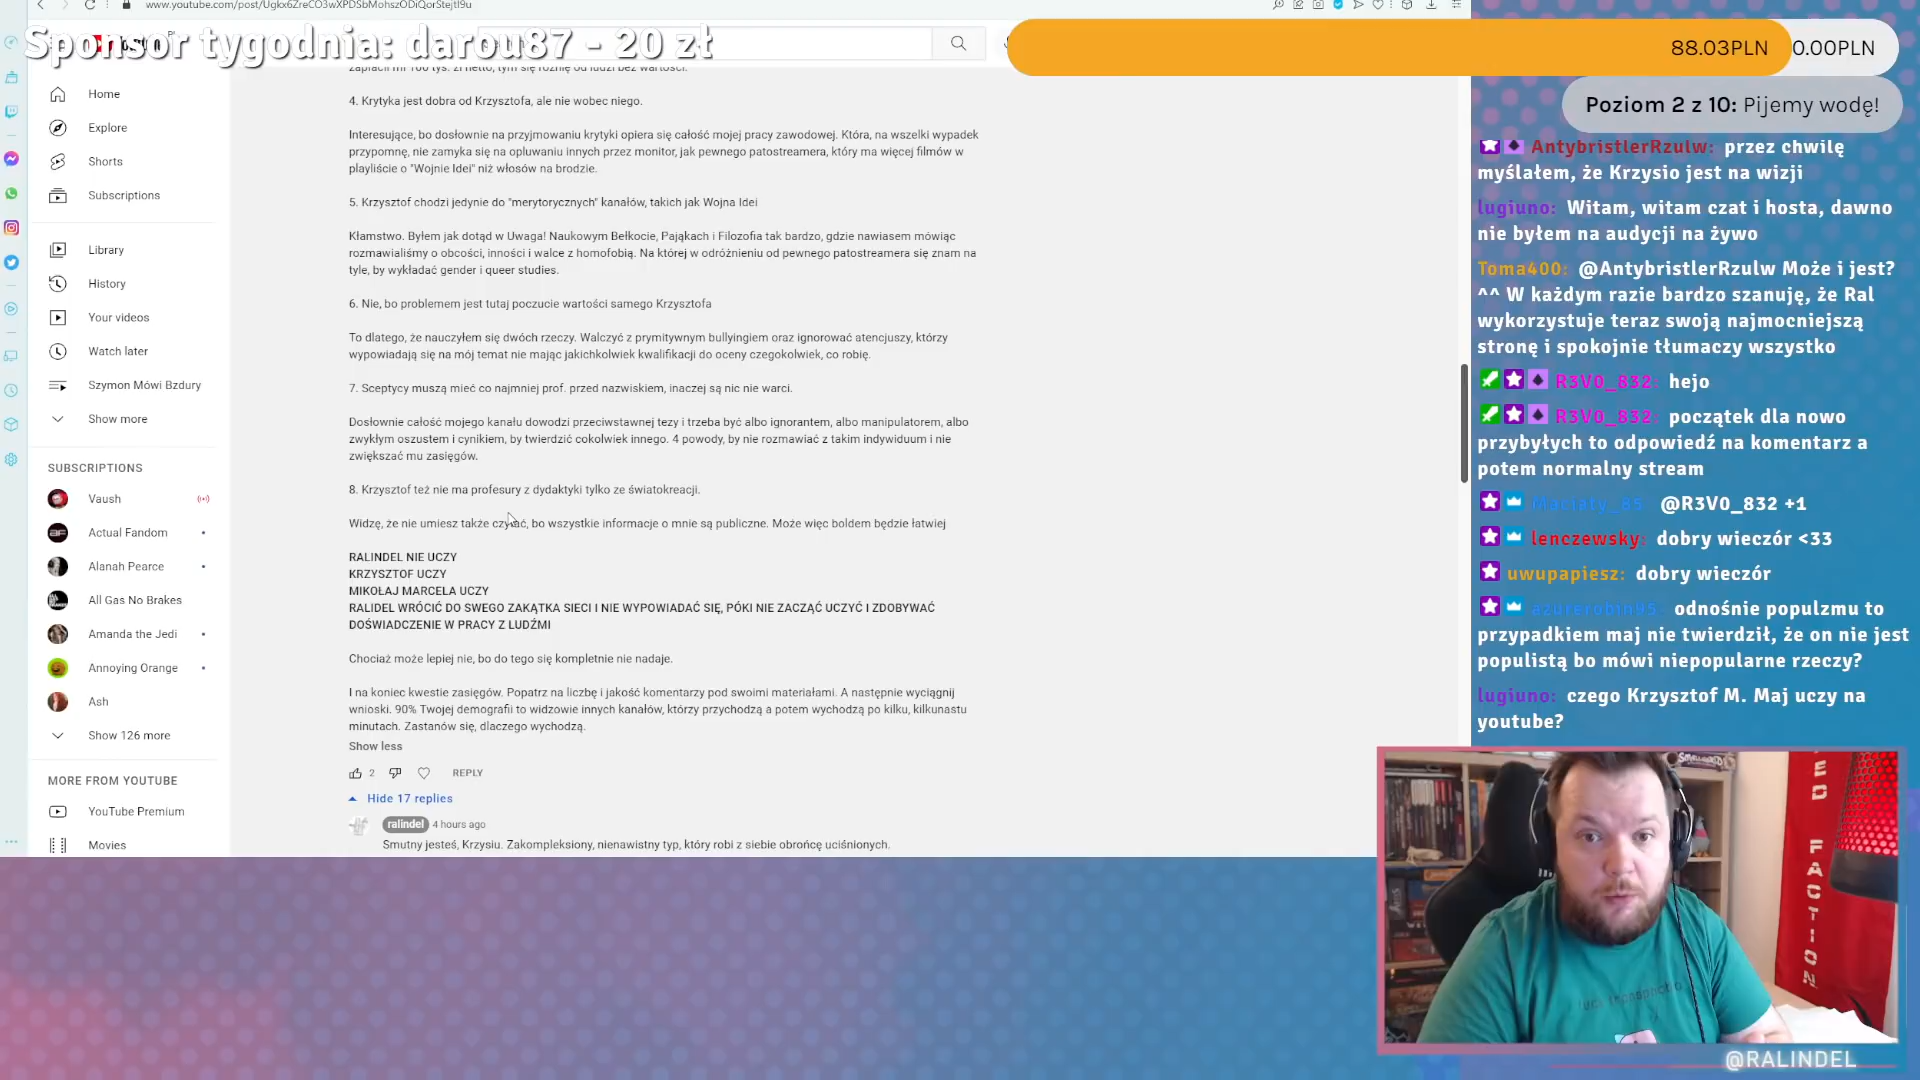 www.youtube.com/post/Ugkx6ZreCO3wXPDSbMohszODiQorStejtl9u
Sponsor tygodnia: darou87 - 20 zł
88.03PLN
0.00PLN
Poziom 2 z 10: Pijemy wodę!
Home
Explore
Shorts
Subscriptions
Library
History
Your videos
Watch later
Szymon Mówi Bzdury
Show more
SUBSCRIPTIONS
Vaush
Actual Fandom
Alanah Pearce
All Gas No Brakes
Amanda the Jedi
Annoying Orange
Ash
Show 126 more
MORE FROM YOUTUBE
YouTube Premium
Movies
zapłacił mi 100 tys. zł netto, tym się różnię od ludzi bez wartości.
4. Krytyka jest dobra od Krzysztofa, ale nie wobec niego.
Interesujące, bo dosłownie na przyjmowaniu krytyki opiera się całość mojej pracy zawodowej. Która, na wszelki wypadek
przypomnę, nie zamyka się na opluwaniu innych przez monitor, jak pewnego patostreamera, który ma więcej filmów w
playliście o "Wojnie Idei" niż włosów na brodzie.
5. Krzysztof chodzi jedynie do "merytorycznych" kanałów, takich jak Wojna Idei
Kłamstwo. Byłem jak dotąd w Uwaga! Naukowym Bełkocie, Pająkach i Filozofia tak bardzo, gdzie nawiasem mówiąc
rozmawialiśmy o obcości, inności i walce z homofobią. Na której w odróżnieniu od pewnego patostreamera się znam na
tyle, by wykładać gender i queer studies.
6. Nie, bo problemem jest tutaj poczucie wartości samego Krzysztofa
To dlatego, że nauczyłem się dwóch rzeczy. Walczyć z prymitywnym bullyingiem oraz ignorować atencjuszy, którzy
wypowiadają się na mój temat nie mając jakichkolwiek kwalifikacji do oceny czegokolwiek, co robię.
7. Sceptycy muszą mieć co najmniej prof. przed nazwiskiem, inaczej są nic nie warci.
Dosłownie całość mojego kanału dowodzi przeciwstawnej tezy i trzeba być albo ignorantem, albo manipulatorem, albo
zwykłym oszustem i cynikiem, by twierdzić cokolwiek innego. 4 powody, by nie rozmawiać z takim indywiduum i nie
zwiększać mu zasięgów.
8. Krzysztof też nie ma profesury z dydaktyki tylko ze światokreacji.
Widzę, że nie umiesz także czytać, bo wszystkie informacje o mnie są publiczne. Może więc boldem będzie łatwiej
RALINDEL NIE UCZY
KRZYSZTOF UCZY
MIKOŁAJ MARCELA UCZY
RALIDEL WRÓCIĆ DO SWEGO ZAKĄTKA SIECI I NIE WYPOWIADAĆ SIĘ, PÓKI NIE ZACZĄĆ UCZYĆ I ZDOBYWAĆ
DOŚWIADCZENIE W PRACY Z LUDŹMI
Chociaż może lepiej nie, bo do tego się kompletnie nie nadaje.
I na koniec kwestie zasięgów. Popatrz na liczbę i jakość komentarzy pod swoimi materiałami. A następnie wyciągnij
wnioski. 90% Twojej demografii to widzowie innych kanałów, którzy przychodzą a potem wychodzą po kilku, kilkunastu
minutach. Zastanów się, dlaczego wychodzą.
Show less
2
REPLY
Hide 17 replies
ralindel 4 hours ago
Smutny jesteś, Krzysiu. Zakompleksiony, nienawistny typ, który robi z siebie obrońcę uciśnionych.
AntybristlerRzulw: przez chwilę
myślałem, że Krzysio jest na wizji
lugiuno: Witam, witam czat i hosta, dawno
nie byłem na audycji na żywo
Toma400: @AntybristlerRzulw Może i jest?
^^ W każdym razie bardzo szanuję, że Ral
wykorzystuje teraz swoją najmocniejszą
stronę i spokojnie tłumaczy wszystko
R3V0_832: hejo
R3V0_832: początek dla nowo
przybyłych to odpowiedź na komentarz a
potem normalny stream
Maciaty_85: @R3V0_832 +1
lenczewsky: dobry wieczór <33
uwupapiesz: dobry wieczór
azurerobin95: odnośnie populzmu to
przypadkiem maj nie twierdził, że on nie jest
populistą bo mówi niepopularne rzeczy?
lugiuno: czego Krzysztof M. Maj uczy na
youtube?
RED FACTION
@RALINDEL